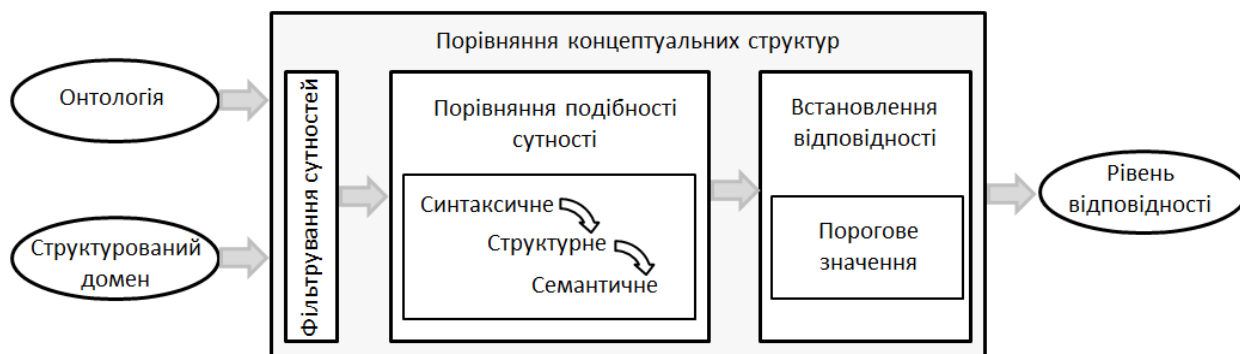 Порівняння концептуальних структур
Онтологія
Структурований
домен
Фільтрування сутностей
Порівняння подібності
сутності
Синтаксичне
Структурне
Семантичне
Встановлення
відповідності
Порогове
значення
Рівень
відповідності